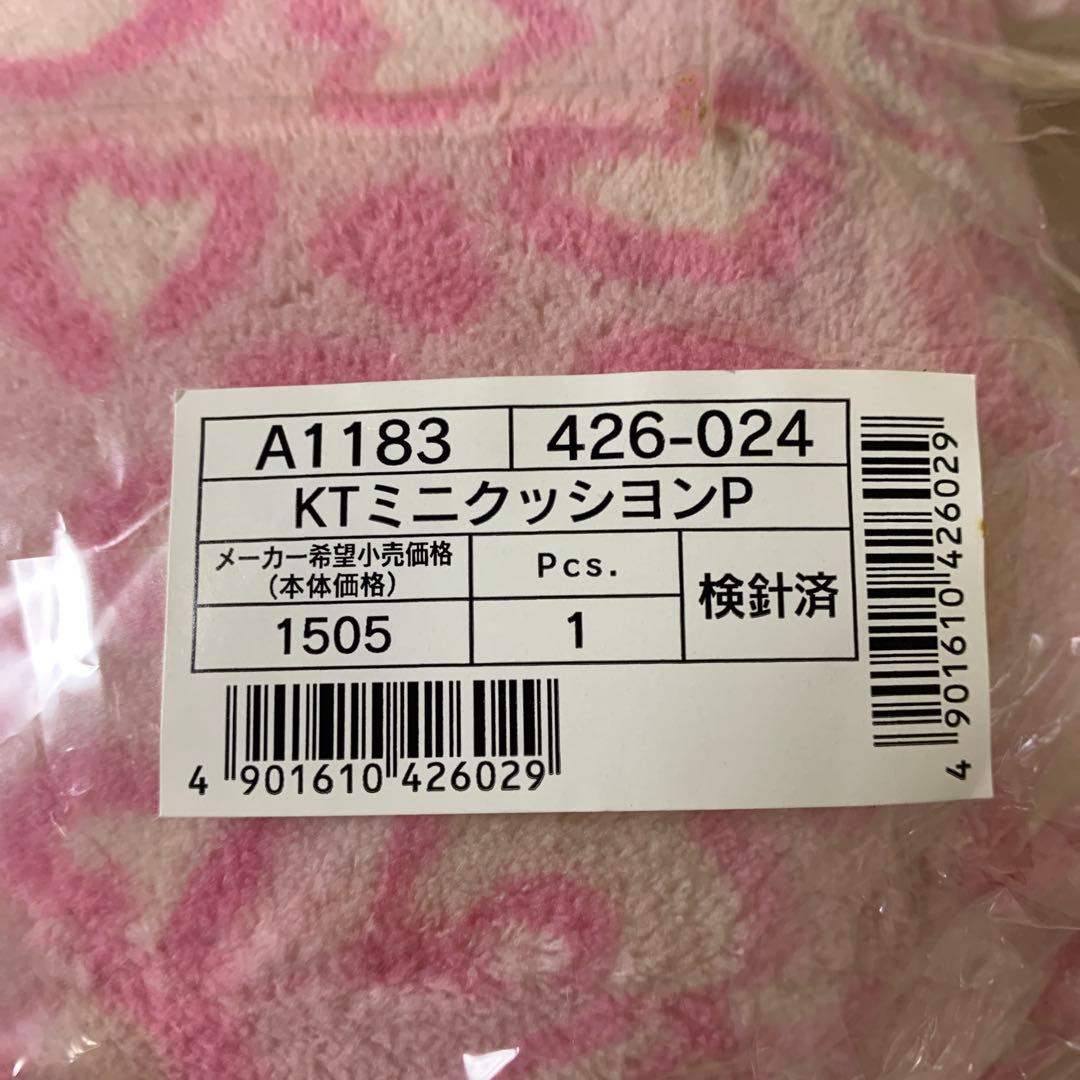 A1183 426-024
KTミニクッシヨンP
メーカー希望小売価格
(本体価格)
Pcs.
検針済
1505
1
4 901610 426029
4 901610 426029